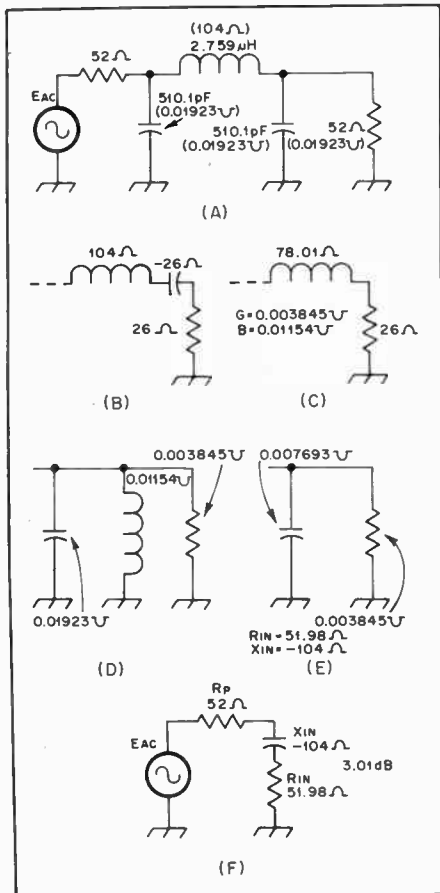 (104Ω)
2.759μH
52Ω
EAC
510.1pF
(0.01923℧)
510.1pF
(0.01923℧)
52Ω
(0.01923℧)
(A)
104Ω
-26Ω
26Ω
(B)
78.01Ω
G=0.003845℧
B=0.01154℧
26Ω
(C)
0.003845℧
0.01154℧
0.01923℧
(D)
0.007693℧
0.003845℧
RIN=51.98Ω
XIN=-104Ω
(E)
RP
52Ω
EAC
XIN
-104Ω
3.01dB
RIN
51.98Ω
(F)